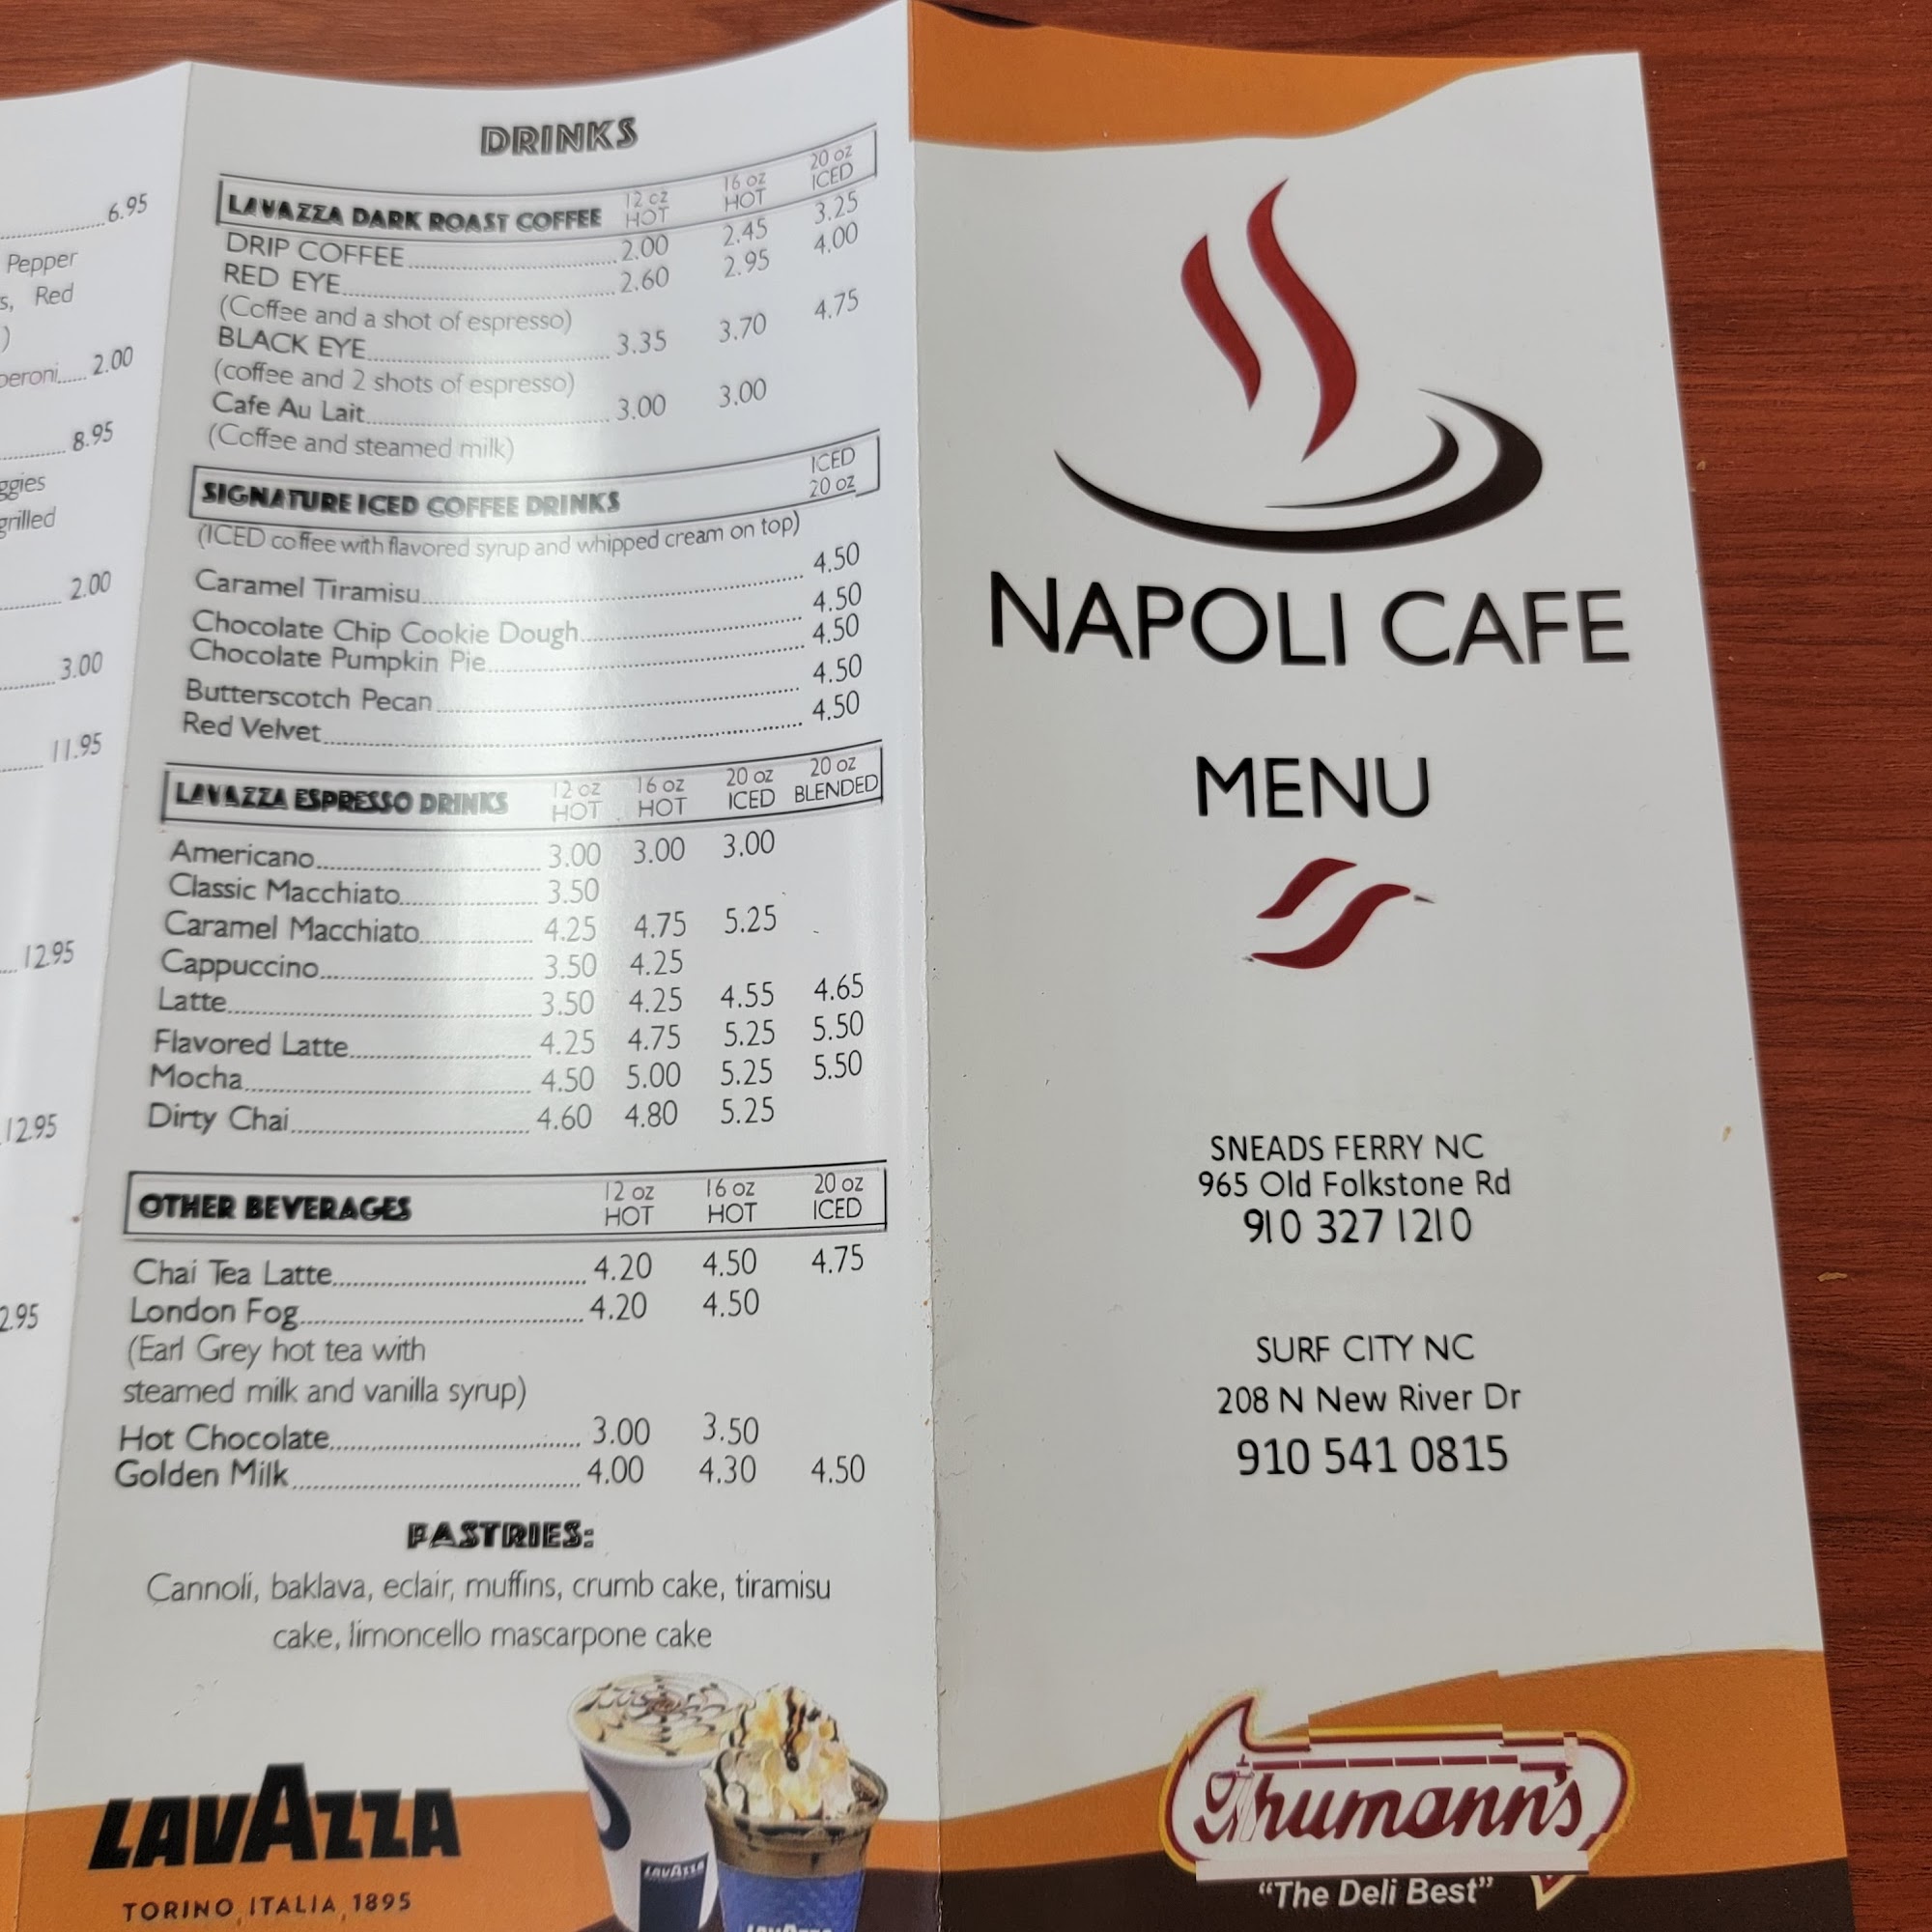 6.95
Pepper
s, Red
)
peroni...... 2.00
8.95
ggies
grilled
2.00
3.00
11.95
12.95
12.95
2.95
DRINKS
LAVAZZA DARK ROAST COFFEE 12 oz HOT 16 oz HOT 20 oz ICED
DRIP COFFEE 2.00 2.45 3.25
RED EYE 2.60 2.95 4.00
(Coffee and a shot of espresso)
BLACK EYE 3.35 3.70 4.75
(coffee and 2 shots of espresso)
Cafe Au Lait 3.00 3.00
(Coffee and steamed milk)
SIGNATURE ICED COFFEE DRINKS ICED 20 oz
(ICED coffee with flavored syrup and whipped cream on top)
Caramel Tiramisu 4.50
Chocolate Chip Cookie Dough 4.50
Chocolate Pumpkin Pie 4.50
Butterscotch Pecan 4.50
Red Velvet 4.50
LAVAZZA ESPRESSO DRINKS 12 oz HOT 16 oz HOT 20 oz ICED 20 oz BLENDED
Americano 3.00 3.00 3.00
Classic Macchiato 3.50
Caramel Macchiato 4.25 4.75 5.25
Cappuccino 3.50 4.25
Latte 3.50 4.25 4.55 4.65
Flavored Latte 4.25 4.75 5.25 5.50
Mocha 4.50 5.00 5.25 5.50
Dirty Chai 4.60 4.80 5.25
OTHER BEVERAGES 12 oz HOT 16 oz HOT 20 oz ICED
Chai Tea Latte 4.20 4.50 4.75
London Fog 4.20 4.50
(Earl Grey hot tea with
steamed milk and vanilla syrup)
Hot Chocolate 3.00 3.50
Golden Milk 4.00 4.30 4.50
PASTRIES:
Cannoli, baklava, eclair, muffins, crumb cake, tiramisu
cake, limoncello mascarpone cake
LAVAZZA
TORINO, ITALIA, 1895
LAVAZZA
LAVAZZA
NAPOLI CAFE
MENU
SNEADS FERRY NC
965 Old Folkstone Rd
910 327 1210
SURF CITY NC
208 N New River Dr
910 541 0815
Thumann's
"The Deli Best"